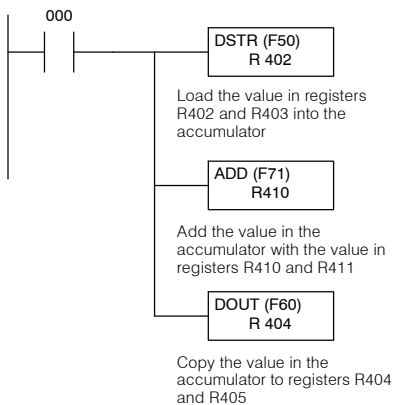 000
DSTR (F50)
R 402
Load the value in registers
R402 and R403 into the
accumulator
ADD (F71)
R410
Add the value in the
accumulator with the value in
registers R410 and R411
DOUT (F60)
R 404
Copy the value in the
accumulator to registers R404
and R405